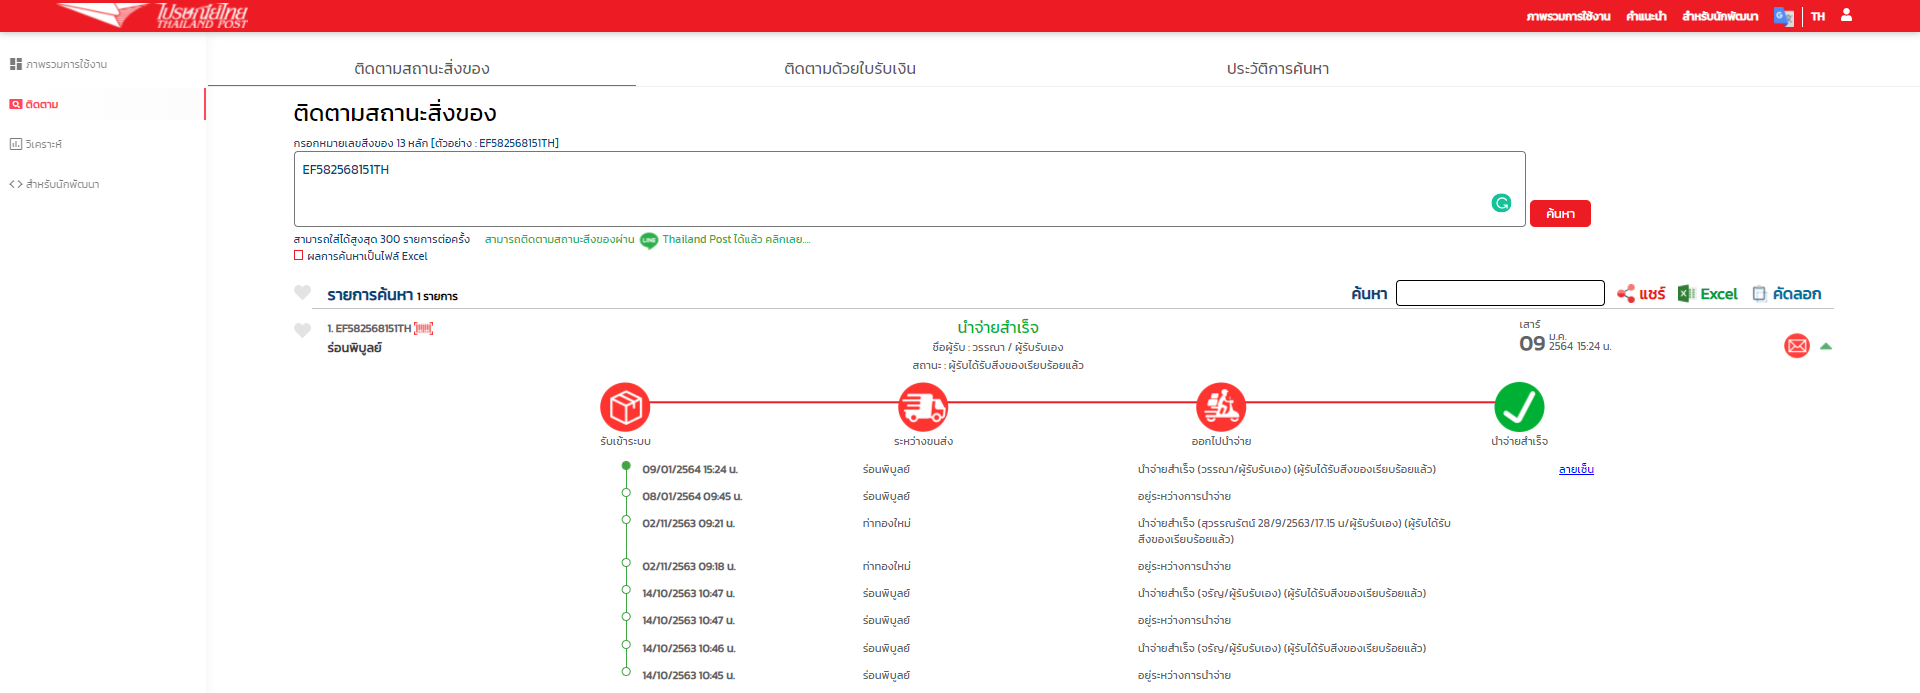 ไปรษณีย์ไทย
THAILAND POST
ภาพรวมการใช้งาน คำแนะนำ สำหรับนักพัฒนา TH
ภาพรวมการใช้งาน
ติดตาม
วิเคราะห์
สำหรับนักพัฒนา
ติดตามสถานะสิ่งของ ติดตามด้วยใบรับเงิน ประวัติการค้นหา
ติดตามสถานะสิ่งของ
กรอกหมายเลขสิ่งของ 13 หลัก [ตัวอย่าง : EF582568151TH]
EF582568151TH
ค้นหา
สามารถใส่ได้สูงสุด 300 รายการต่อครั้ง สามารถติดตามสถานะสิ่งของผ่าน LINE Thailand Post ได้แล้ว คลิกเลย...
ผลการค้นหาเป็นไฟล์ Excel
รายการค้นหา 1 รายการ ค้นหา แชร์ Excel คัดลอก
1. EF582568151TH
ร่อนพิบูลย์
นำจ่ายสำเร็จ
ชื่อผู้รับ : วรรณา / ผู้รับรับเอง
สถานะ : ผู้รับได้รับสิ่งของเรียบร้อยแล้ว
เสาร์
09 ม.ค.
2564 15:24 น.
รับเข้าระบบ ระหว่างขนส่ง ออกไปนำจ่าย นำจ่ายสำเร็จ
09/01/2564 15:24 น. ร่อนพิบูลย์ นำจ่ายสำเร็จ (วรรณา/ผู้รับรับเอง) (ผู้รับได้รับสิ่งของเรียบร้อยแล้ว) ลายเซ็น
08/01/2564 09:45 น. ร่อนพิบูลย์ อยู่ระหว่างการนำจ่าย
02/11/2563 09:21 น. ท่าทองใหม่ นำจ่ายสำเร็จ (สุวรรณรัตน์ 28/9/2563/17.15 น/ผู้รับรับเอง) (ผู้รับได้รับ
สิ่งของเรียบร้อยแล้ว)
02/11/2563 09:18 น. ท่าทองใหม่ อยู่ระหว่างการนำจ่าย
14/10/2563 10:47 น. ร่อนพิบูลย์ นำจ่ายสำเร็จ (จรัญ/ผู้รับรับเอง) (ผู้รับได้รับสิ่งของเรียบร้อยแล้ว)
14/10/2563 10:47 น. ร่อนพิบูลย์ อยู่ระหว่างการนำจ่าย
14/10/2563 10:46 น. ร่อนพิบูลย์ นำจ่ายสำเร็จ (จรัญ/ผู้รับรับเอง) (ผู้รับได้รับสิ่งของเรียบร้อยแล้ว)
14/10/2563 10:45 น. ร่อนพิบูลย์ อยู่ระหว่างการนำจ่าย